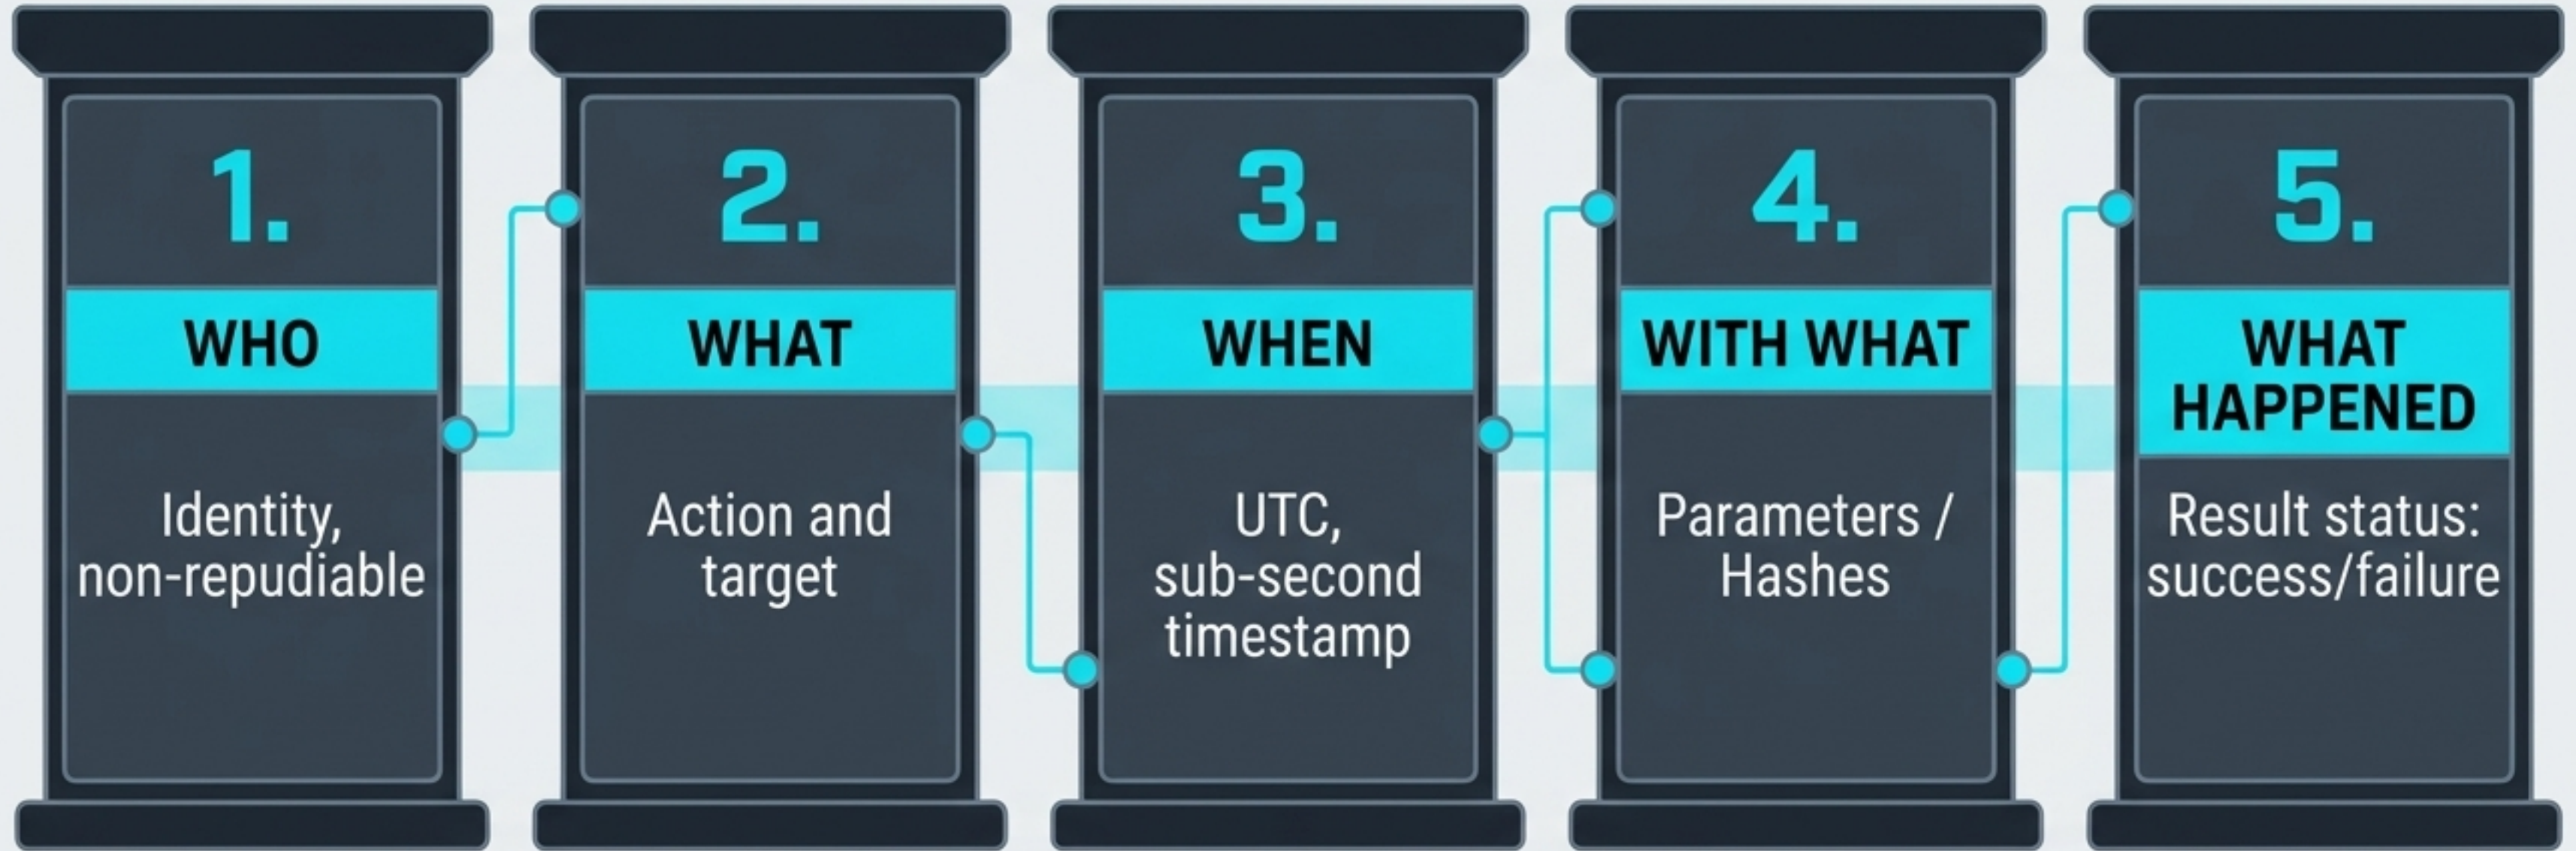 1.
WHO
Identity,
non-repudiable
2.
WHAT
Action and
target
3.
WHEN
UTC,
sub-second
timestamp
4.
WITH WHAT
Parameters /
Hashes
5.
WHAT
HAPPENED
Result status:
success/failure